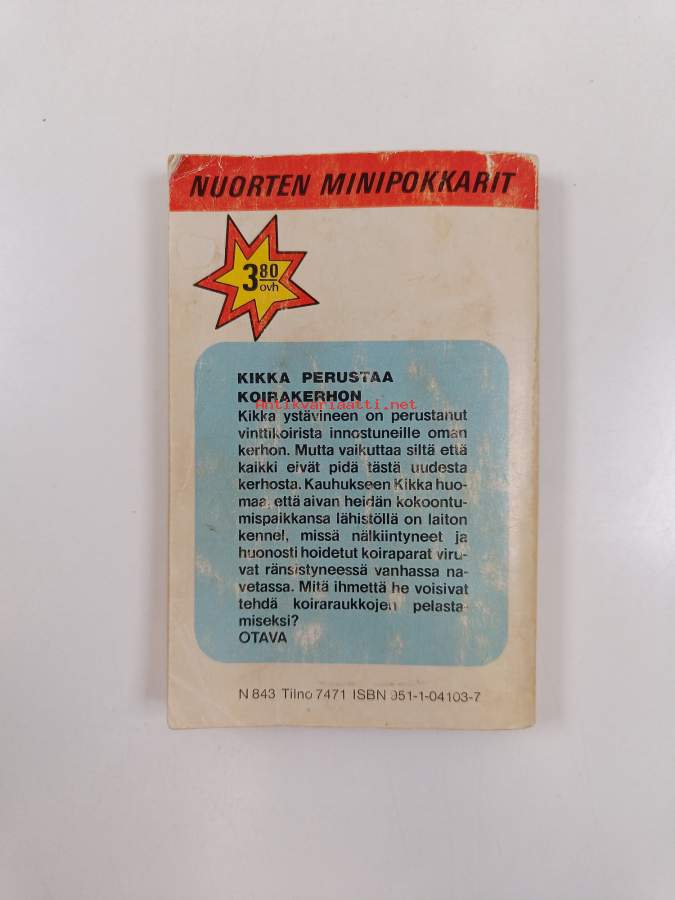 NUORTEN MINIPOKKARIT
3 80
ovh
KIKKA PERUSTAA
KOIRAKERHON
Antikvariaatti.net
Kikka ystävineen on perustanut
vinttikoirista innostuneille oman
kerhon. Mutta vaikuttaa siltä että
kaikki eivät pidä tästä uudesta
kerhosta. Kauhukseen Kikka huo-
maa, että aivan heidän kokoontu-
mispaikkansa lähistöllä on laiton
kennel, missä nälkiintyneet ja
huonosti hoidetut koiraparat viru-
vat ränsistyneessä vanhassa na-
vetassa. Mitä ihmettä he voisivat
tehdä koiraraukkojen pelasta-
miseksi?
OTAVA
N 843 Tilno 7471 ISBN 951-1-04103-7